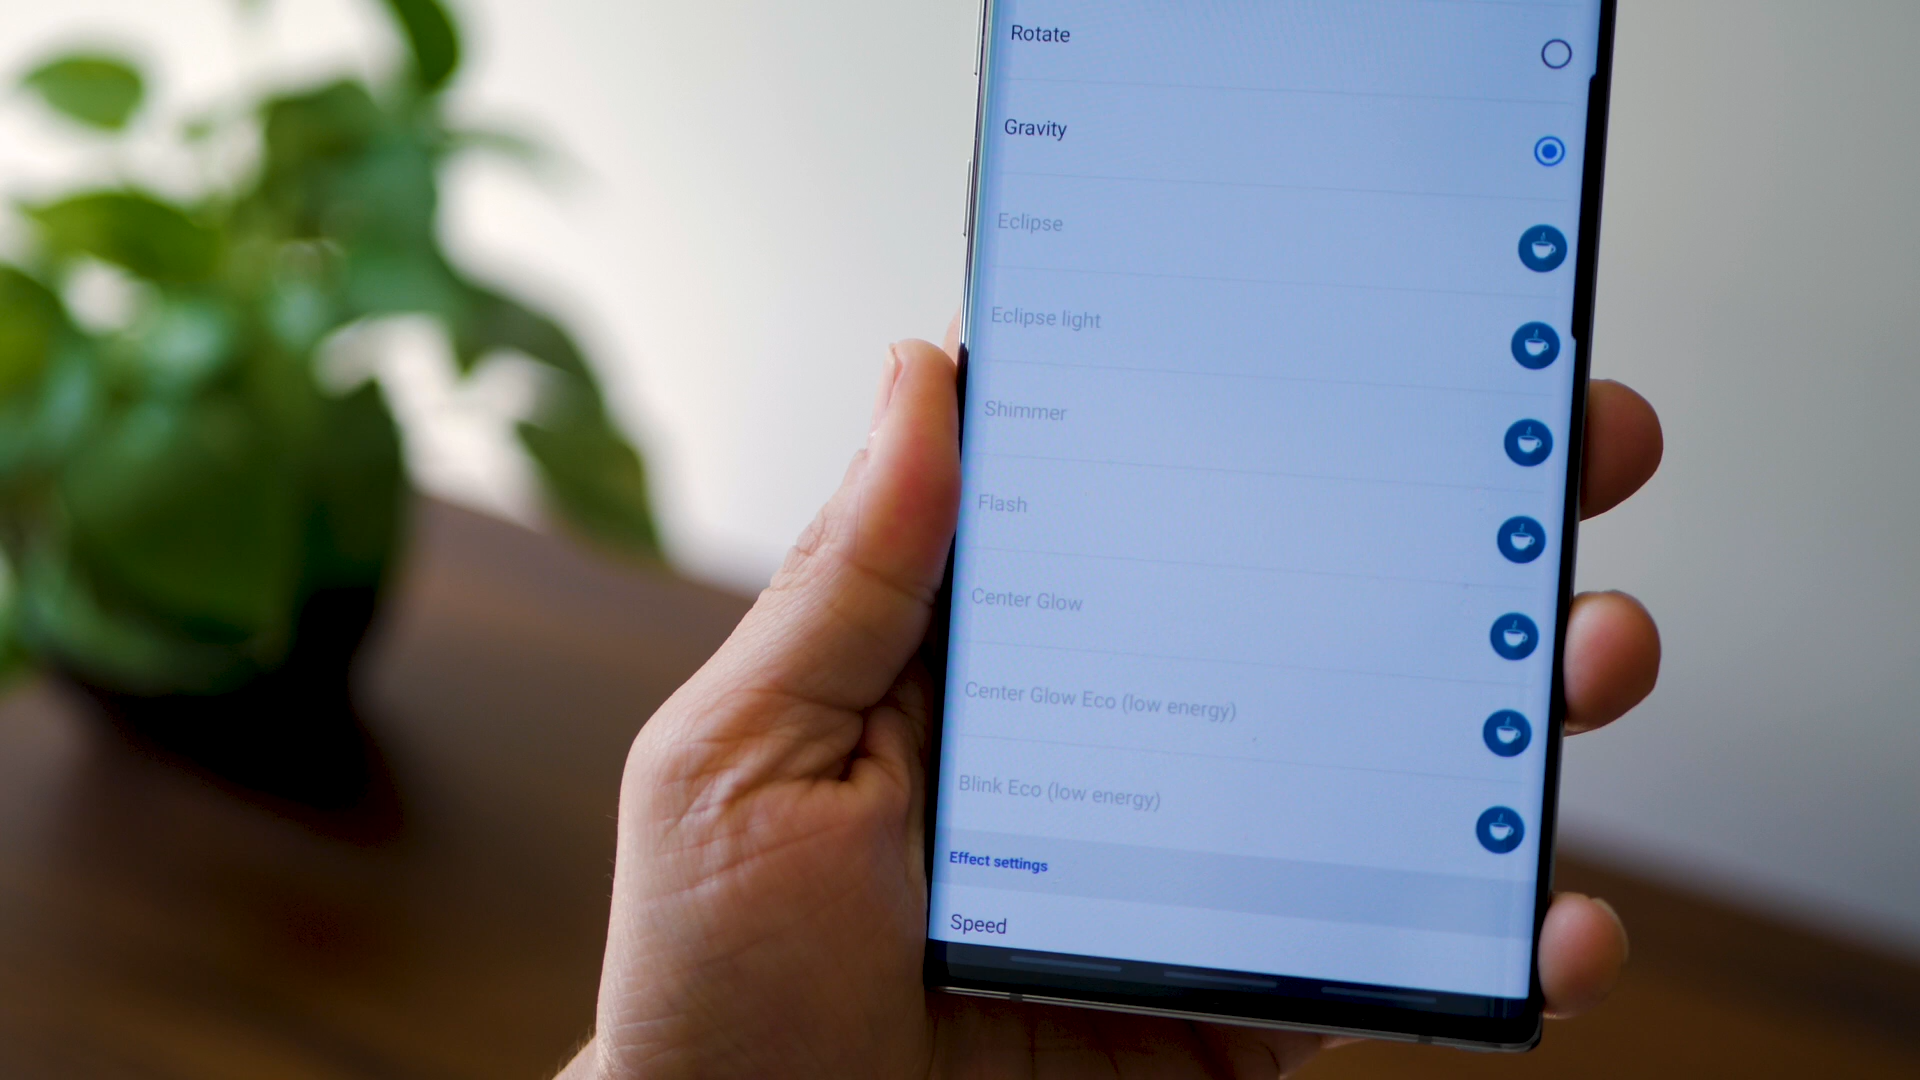 Rotate
Gravity
Eclipse
Eclipse light
Shimmer
Flash
Center Glow
Center Glow Eco (low energy)
Blink Eco (low energy)
Effect settings
Speed